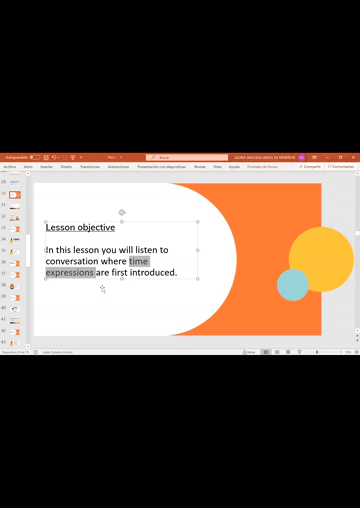 Autoguardado
Buscar
Archivo Inicio Insertar Diseño Transiciones Animaciones Presentación con diapositivas Revisar Vista Ayuda Formato de forma Compartir Comentarios
Lesson objective
In this lesson you will listen to
conversation where time
expressions are first introduced.